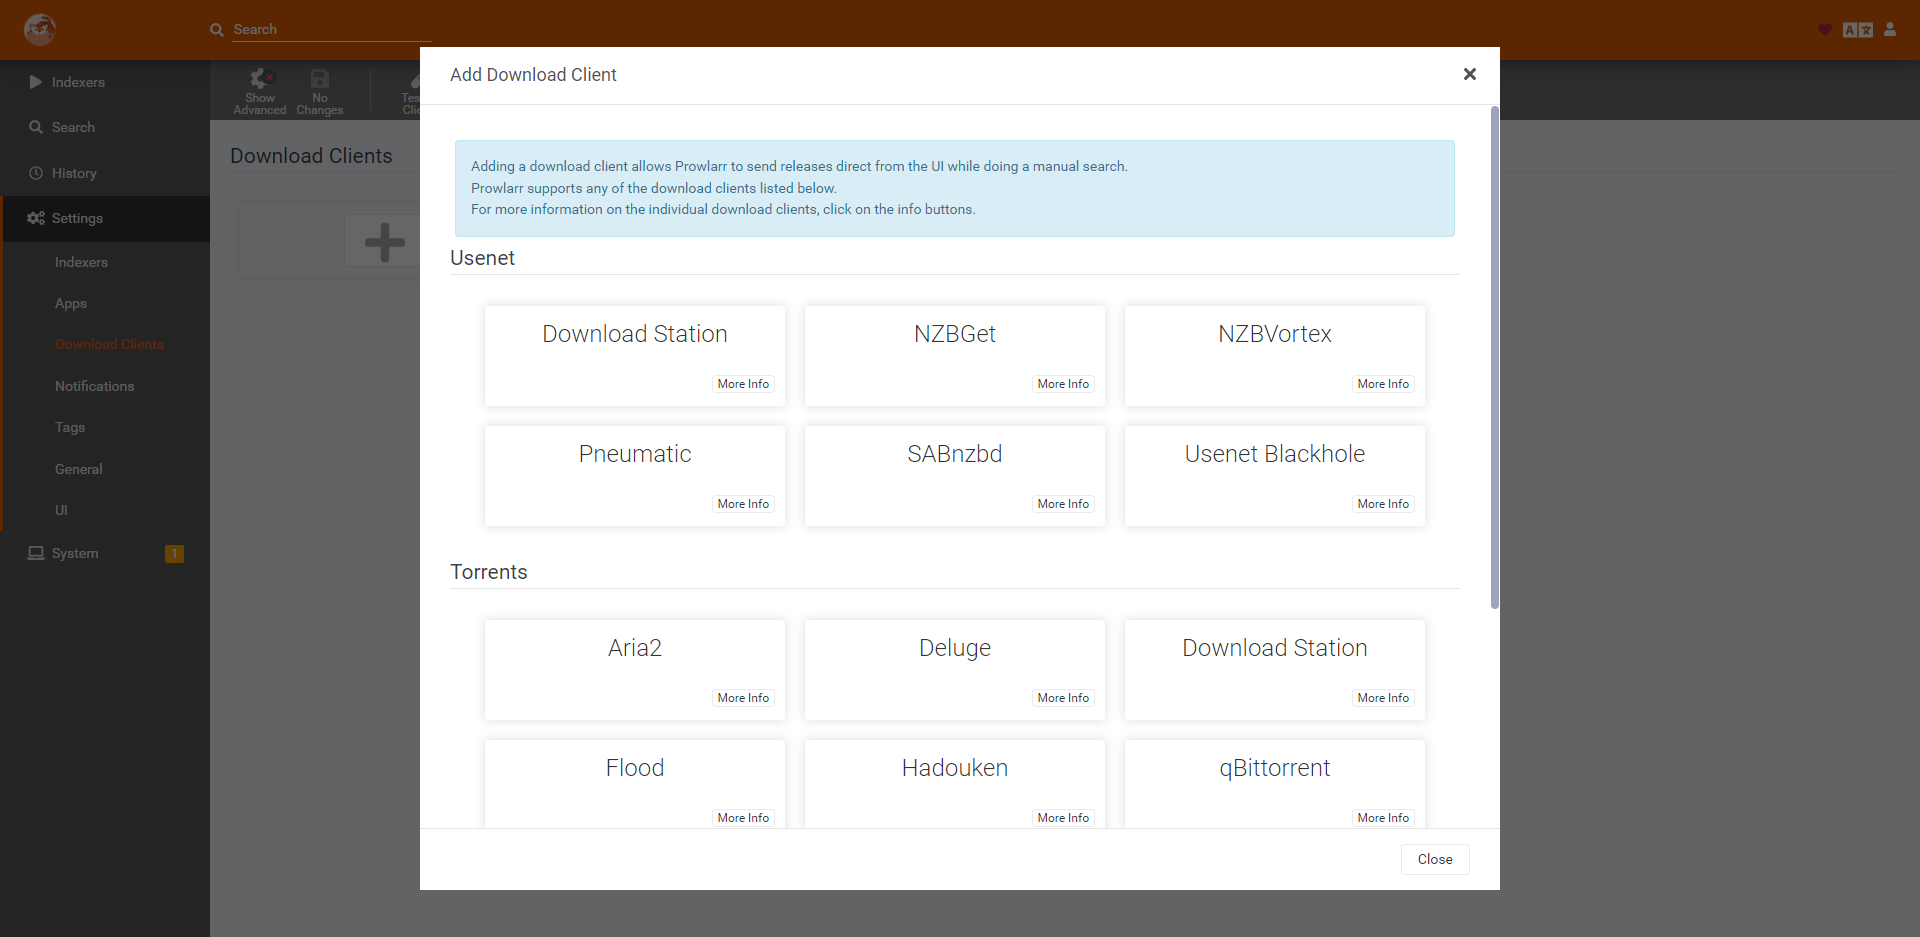 Search
Indexers
Search
History
Settings
Indexers
Apps
Download Clients
Notifications
Tags
General
UI
System
1
Show
Advanced
No
Changes
Download Clients
Add Download Client
Adding a download client allows Prowlarr to send releases direct from the UI while doing a manual search.
Prowlarr supports any of the download clients listed below.
For more information on the individual download clients, click on the info buttons.
Usenet
Download Station
More Info
NZBGet
More Info
NZBVortex
More Info
Pneumatic
More Info
SABnzbd
More Info
Usenet Blackhole
More Info
Torrents
Aria2
More Info
Deluge
More Info
Download Station
More Info
Flood
More Info
Hadouken
More Info
qBittorrent
More Info
Close